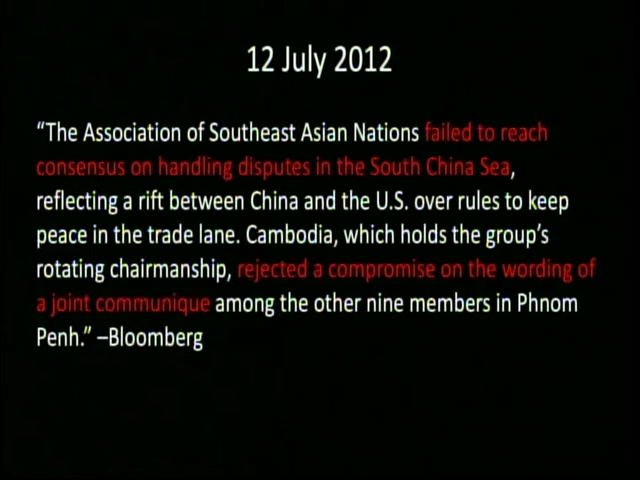 12 July 2012
“The Association of Southeast Asian Nations failed to reach
consensus on handling disputes in the South China Sea,
reflecting a rift between China and the U.S. over rules to keep
peace in the trade lane. Cambodia, which holds the group’s
rotating chairmanship, rejected a compromise on the wording of
a joint communique among the other nine members in Phnom
Penh.” –Bloomberg